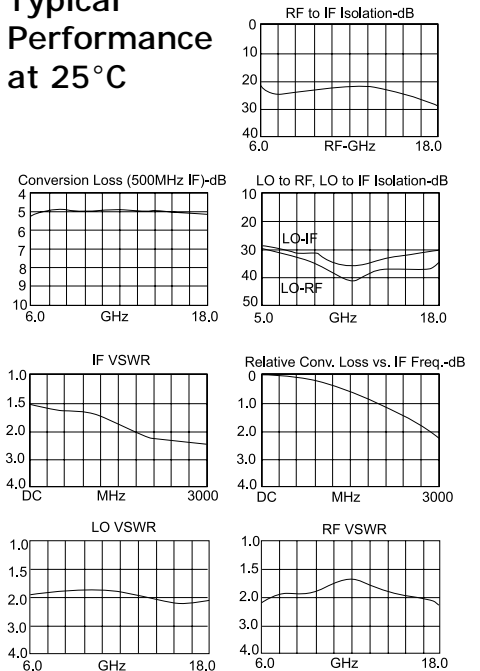 Typical
Performance
at 25°C
RF to IF Isolation-dB
0
10
20
30
40
6.0 RF-GHz 18.0
Conversion Loss (500MHz IF)-dB
4
5
6
7
8
9
10
6.0 GHz 18.0
LO to RF, LO to IF Isolation-dB
10
20
30
40
50
LO-IF
LO-RF
5.0 GHz 18.0
IF VSWR
1.0
1.5
2.0
3.0
4.0
DC MHz 3000
Relative Conv. Loss vs. IF Freq.-dB
0
1.0
2.0
3.0
4.0
DC MHz 3000
LO VSWR
1.0
1.5
2.0
3.0
4.0
6.0 GHz 18.0
RF VSWR
1.0
1.5
2.0
3.0
4.0
6.0 GHz 18.0